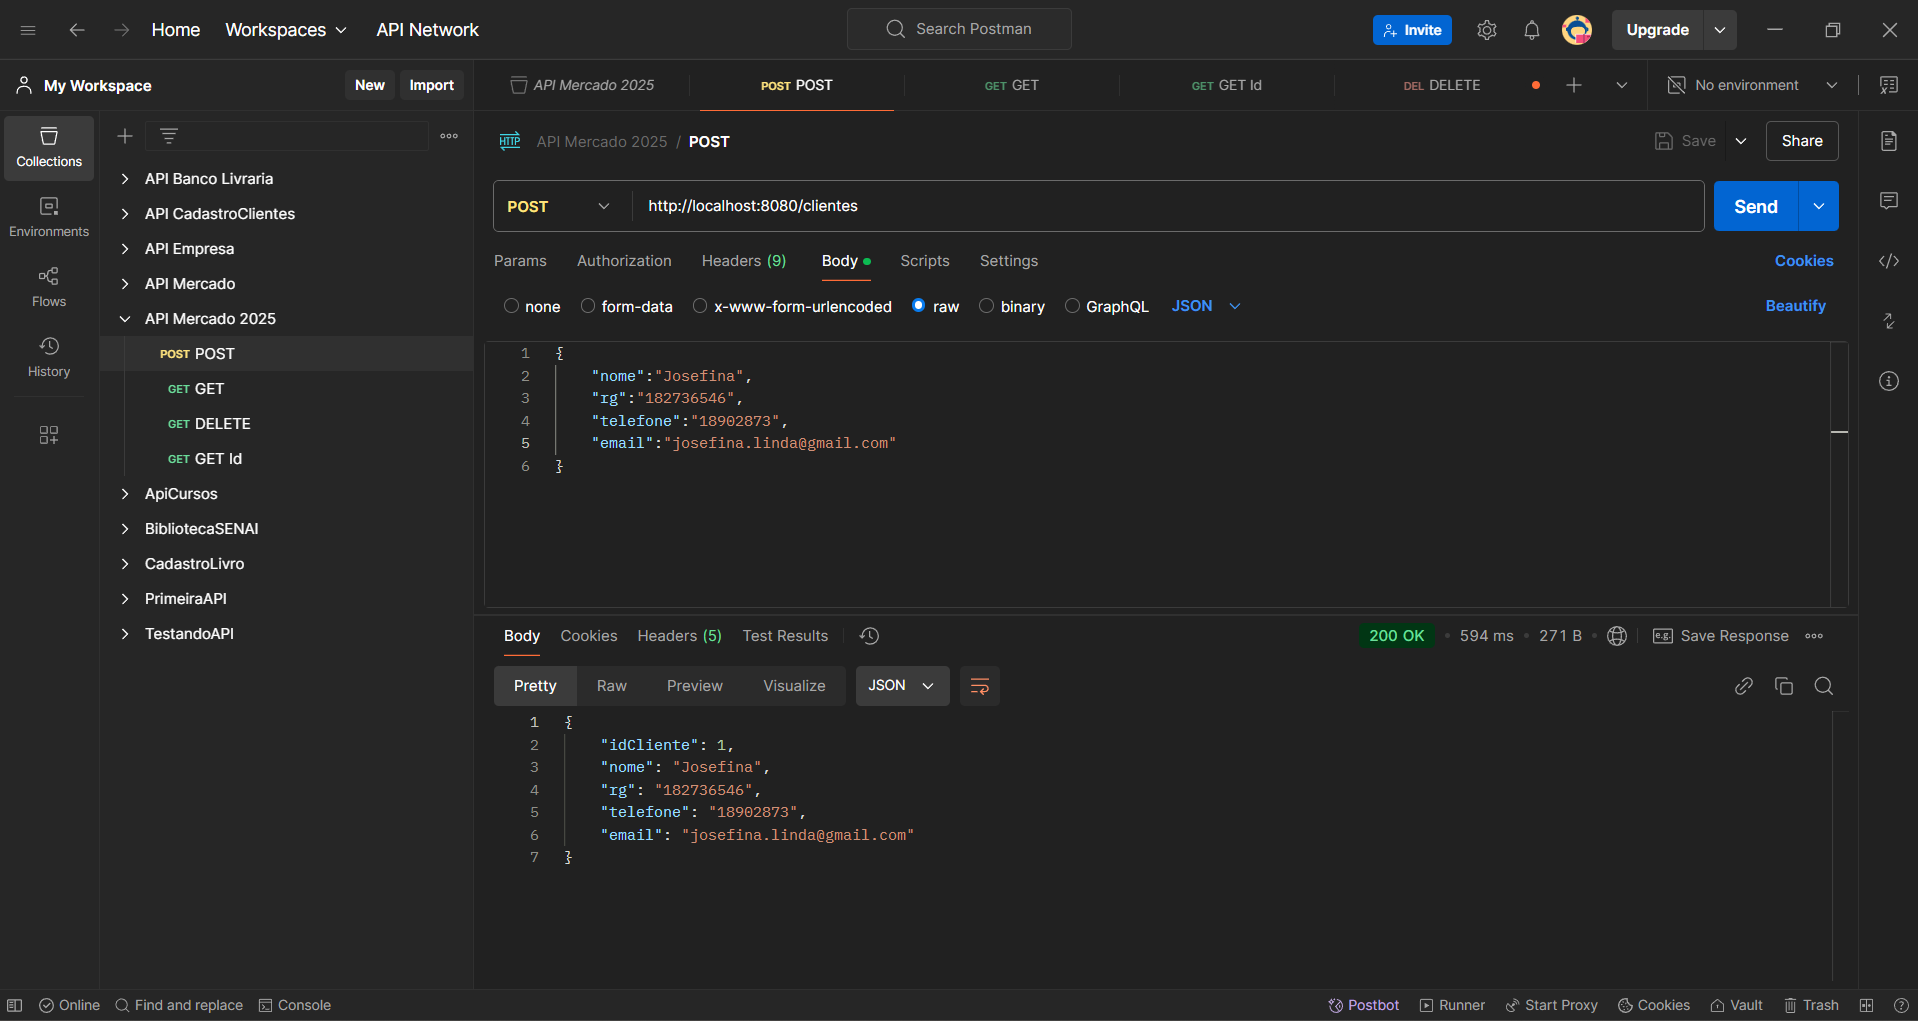 Home Workspaces API Network Search Postman Invite Upgrade
My Workspace New Import API Mercado 2025 POST POST GET GET GET GET Id DEL DELETE No environment
Collections
Environments
Flows
History
API Banco Livraria
API CadastroClientes
API Empresa
API Mercado
API Mercado 2025
POST POST
GET GET
GET DELETE
GET GET Id
ApiCursos
BibliotecaSENAI
CadastroLivro
PrimeiraAPI
TestandoAPI
HTTP API Mercado 2025 / POST Save Share
POST http://localhost:8080/clientes Send
Params Authorization Headers (9) Body Scripts Settings Cookies
none form-data x-www-form-urlencoded raw binary GraphQL JSON Beautify
1 {
2 "nome":"Josefina",
3 "rg":"182736546",
4 "telefone":"18902873",
5 "email":"josefina.linda@gmail.com"
6 }
Body Cookies Headers (5) Test Results 200 OK • 594 ms • 271 B • e.g. Save Response
Pretty Raw Preview Visualize JSON
1 {
2 "idCliente": 1,
3 "nome": "Josefina",
4 "rg": "182736546",
5 "telefone": "18902873",
6 "email": "josefina.linda@gmail.com"
7 }
Online Find and replace Console Postbot Runner Start Proxy Cookies Vault Trash